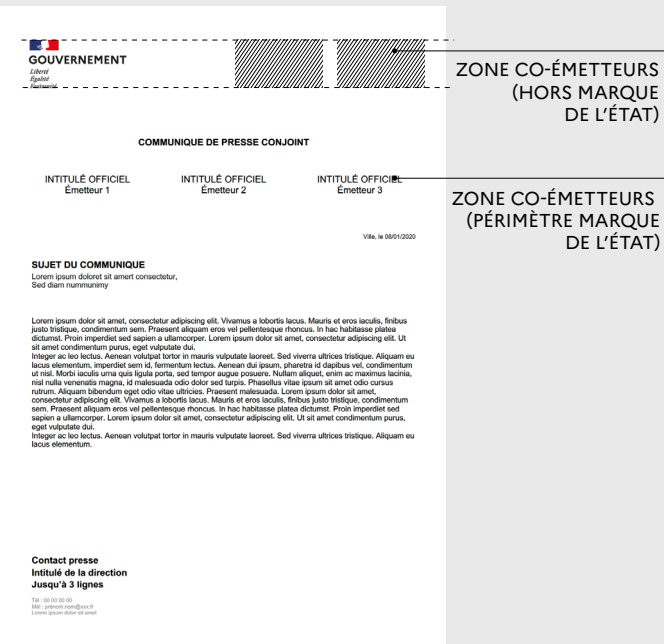 GOUVERNEMENT
Liberté
Égalité
Fraternité
ZONE CO-ÉMETTEURS
(HORS MARQUE
DE L'ÉTAT)
COMMUNIQUE DE PRESSE CONJOINT
INTITULÉ OFFICIEL INTITULÉ OFFICIEL INTITULÉ OFFICIEL
Émetteur 1 Émetteur 2 Émetteur 3
ZONE CO-ÉMETTEURS
(PÉRIMÈTRE MARQUE
DE L'ÉTAT)
Ville, le 08/01/2020
SUJET DU COMMUNIQUE
Lorem ipsum doloret sit amert consectetur,
Sed diam nummunimy
Lorem ipsum dolor sit amet, consectetur adipiscing elit. Vivamus a lobortis lacus. Mauris et eros iaculis, finibus
justo tristique, condimentum sem. Praesent aliquam eros vel pellentesque rhoncus. In hac habitasse platea
dictumst. Proin imperdiet sed sapien a ullamcorper. Lorem ipsum dolor sit amet, consectetur adipiscing elit. Ut
sit amet condimentum purus, eget vulputate dui.
Integer ac leo lectus. Aenean volutpat tortor in mauris vulputate laoreet. Sed viverra ultrices tristique. Aliquam eu
lacus elementum, imperdiet sem id, fermentum lectus. Aenean dui ipsum, pharetra id dapibus vel, condimentum
ut nisl. Morbi iaculis urna quis ligula porta, sed tempor augue posuere. Nullam aliquet, enim ac maximus lacinia,
nisl nulla venenatis magna, id malesuada odio dolor sed turpis. Phasellus vitae ipsum sit amet odio cursus
rutrum. Aliquam bibendum eget odio vitae ultricies. Praesent malesuada. Lorem ipsum dolor sit amet,
consectetur adipiscing elit. Vivamus a lobortis lacus. Mauris et eros iaculis, finibus justo tristique, condimentum
sem. Praesent aliquam eros vel pellentesque rhoncus. In hac habitasse platea dictumst. Proin imperdiet sed
sapien a ullamcorper. Lorem ipsum dolor sit amet, consectetur adipiscing elit. Ut sit amet condimentum purus,
eget vulputate dui.
Integer ac leo lectus. Aenean volutpat tortor in mauris vulputate laoreet. Sed viverra ultrices tristique. Aliquam eu
lacus elementum.
Contact presse
Intitulé de la direction
Jusqu'à 3 lignes
Tél : 00 00 00 00
Mél : prénom.nom@xxx.fr
Lorem ipsum dolor sit amet